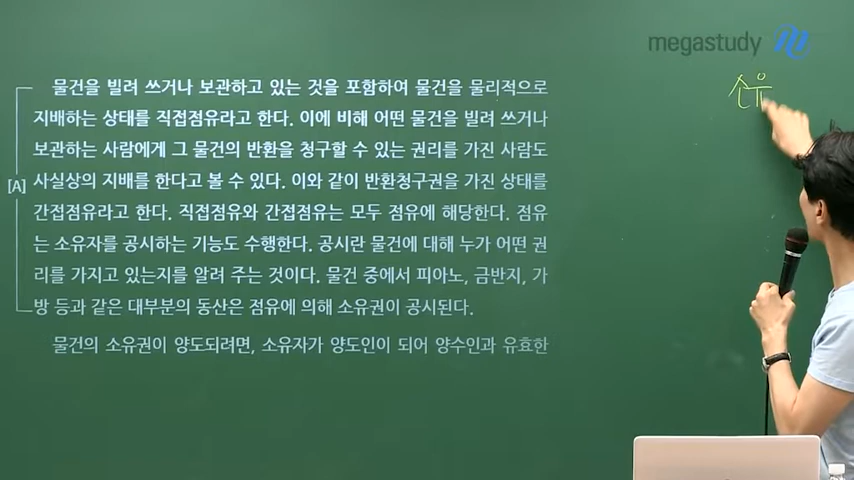 megastudy
소유
물건을 빌려 쓰거나 보관하고 있는 것을 포함하여 물건을 물리적으로
지배하는 상태를 직접점유라고 한다. 이에 비해 어떤 물건을 빌려 쓰거나
보관하는 사람에게 그 물건의 반환을 청구할 수 있는 권리를 가진 사람도
[A] 사실상의 지배를 한다고 볼 수 있다. 이와 같이 반환청구권을 가진 상태를
간접점유라고 한다. 직접점유와 간접점유는 모두 점유에 해당한다. 점유
는 소유자를 공시하는 기능도 수행한다. 공시란 물건에 대해 누가 어떤 권
리를 가지고 있는지를 알려 주는 것이다. 물건 중에서 피아노, 금반지, 가
방 등과 같은 대부분의 동산은 점유에 의해 소유권이 공시된다.
물건의 소유권이 양도되려면, 소유자가 양도인이 되어 양수인과 유효한